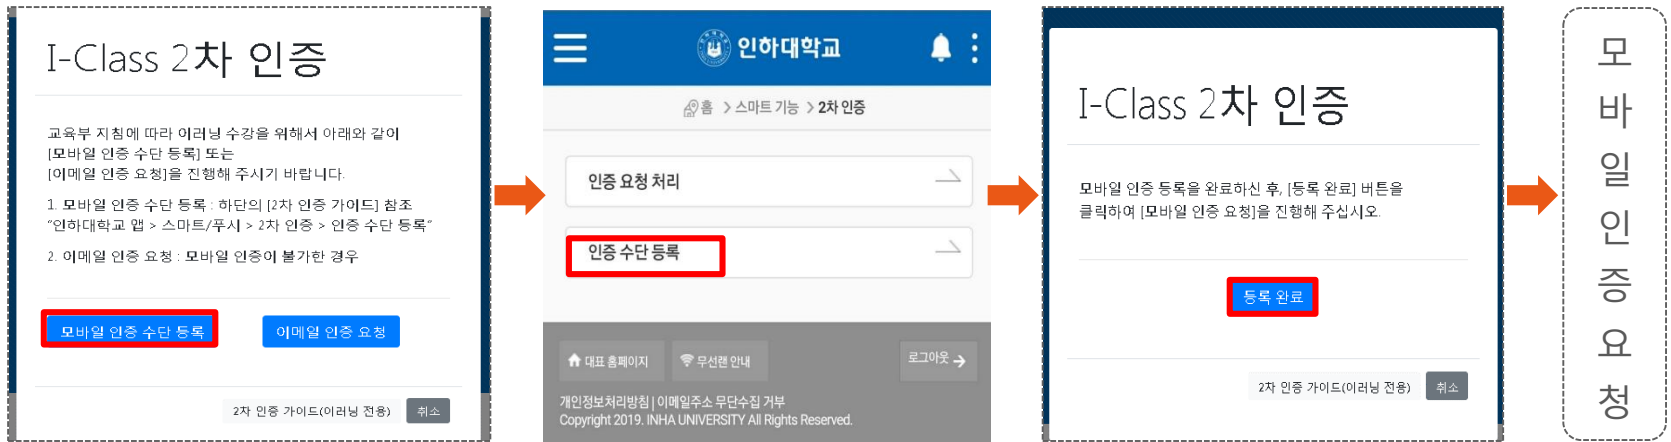 I-Class 2차 인증
교육부 지침에 따라 이러닝 수강을 위해서 아래와 같이
[모바일 인증 수단 등록] 또는
[이메일 인증 요청]을 진행해 주시기 바랍니다.
1. 모바일 인증 수단 등록 : 하단의 [2차 인증 가이드] 참조
"인하대학교 앱 > 스마트/푸시 > 2차 인증 > 인증 수단 등록"
2. 이메일 인증 요청 : 모바일 인증이 불가한 경우
모바일 인증 수단 등록
이메일 인증 요청
2차 인증 가이드(이러닝 전용)
취소
인하대학교
홈 > 스마트 기능 > 2차 인증
인증 요청 처리
인증 수단 등록
대표 홈페이지
무선랜 안내
로그아웃
개인정보처리방침 | 이메일주소 무단수집 거부
Copyright 2019. INHA UNIVERSITY All Rights Reserved.
I-Class 2차 인증
모바일 인증 등록을 완료하신 후, [등록 완료] 버튼을
클릭하여 [모바일 인증 요청]을 진행해 주십시오.
등록 완료
2차 인증 가이드(이러닝 전용)
취소
모바일인증요청